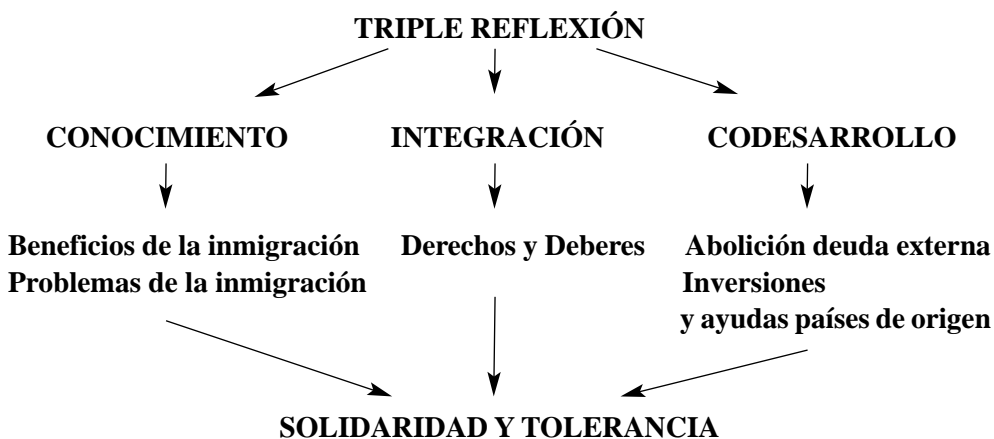 TRIPLE REFLEXIÓN
CONOCIMIENTO
INTEGRACIÓN
CODESARROLLO
Beneficios de la inmigración
Problemas de la inmigración
Derechos y Deberes
Abolición deuda externa
Inversiones
y ayudas países de origen
SOLIDARIDAD Y TOLERANCIA